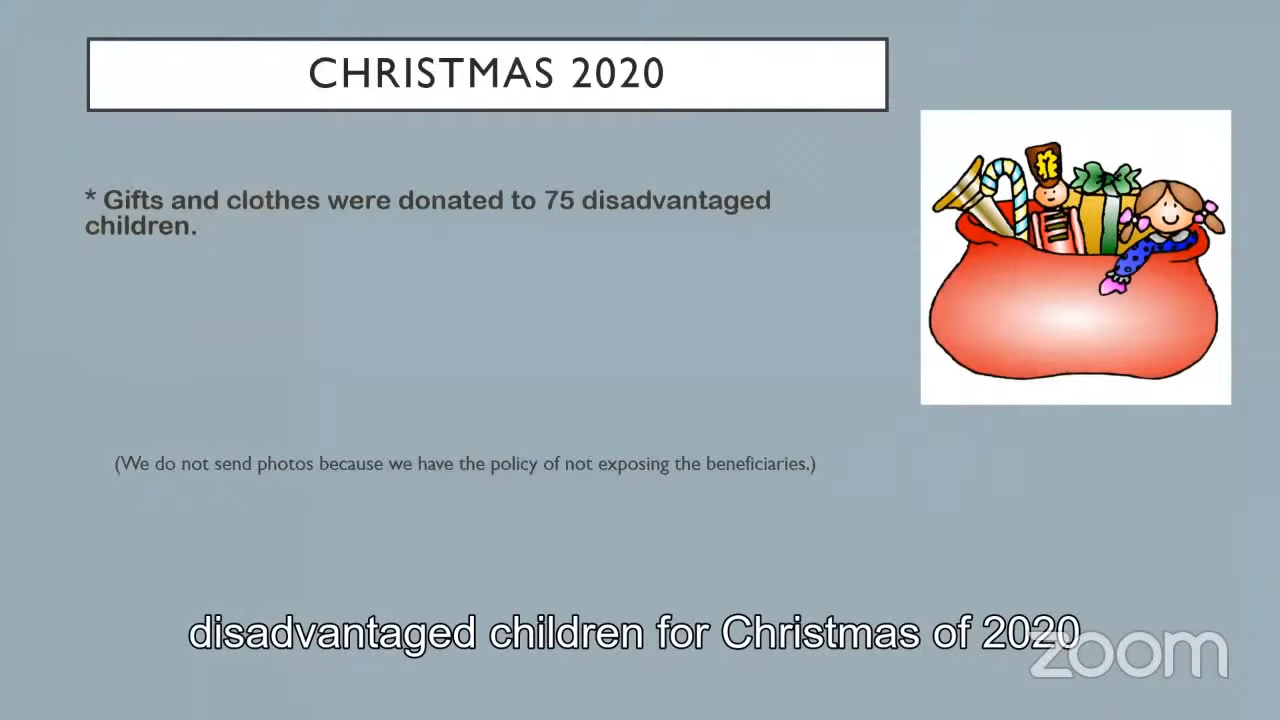 CHRISTMAS 2020
* Gifts and clothes were donated to 75 disadvantaged
children.
(We do not send photos because we have the policy of not exposing the beneficiaries.)
disadvantaged children for Christmas of 2020
zoom